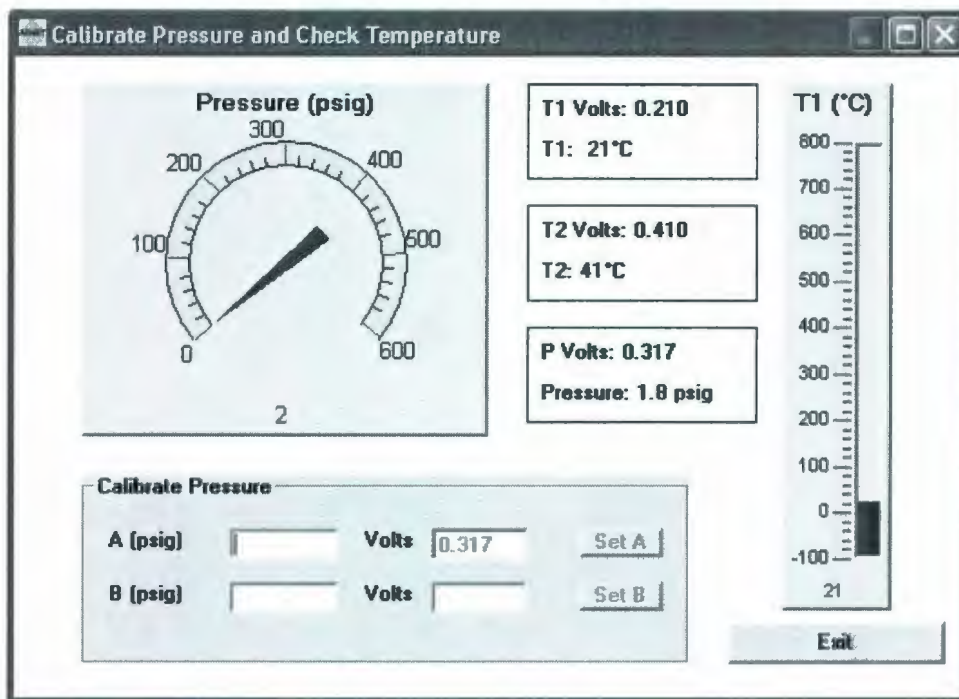 Calibrate Pressure and Check Temperature
Pressure (psig)
300
200
400
100
500
0
600
2
T1 Volts: 0.210
T1: 21°C
T2 Volts: 0.410
T2: 41°C
P Volts: 0.317
Pressure: 1.8 psig
T1 (°C)
800
700
600
500
400
300
200
100
0
-100
21
Calibrate Pressure
A (psig) Volts 0.317 Set A
B (psig) Volts Set B
Exit